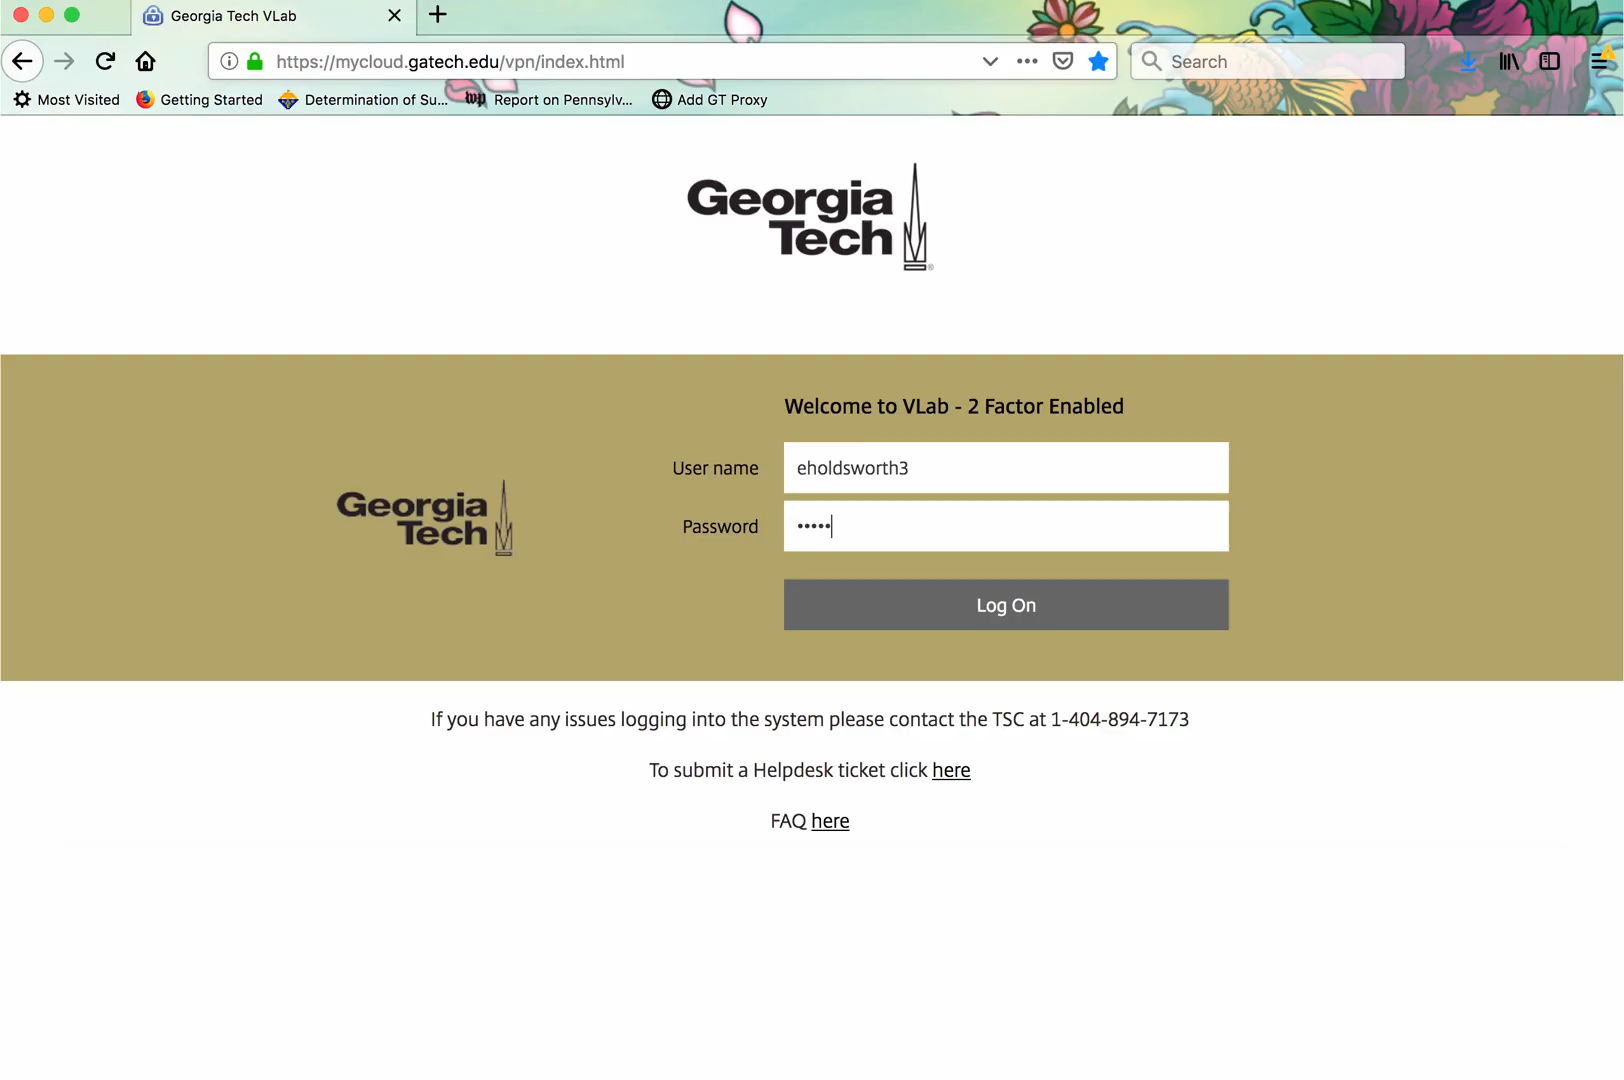 Georgia Tech VLab
https://mycloud.gatech.edu/vpn/index.html
Search
Most Visited
Getting Started
Determination of Su...
wp
Report on Pennsylv...
Add GT Proxy
Georgia
Tech
Welcome to VLab - 2 Factor Enabled
User name
eholdsworth3
Georgia
Tech
Password
•••••
Log On
If you have any issues logging into the system please contact the TSC at 1-404-894-7173
To submit a Helpdesk ticket click here
FAQ here